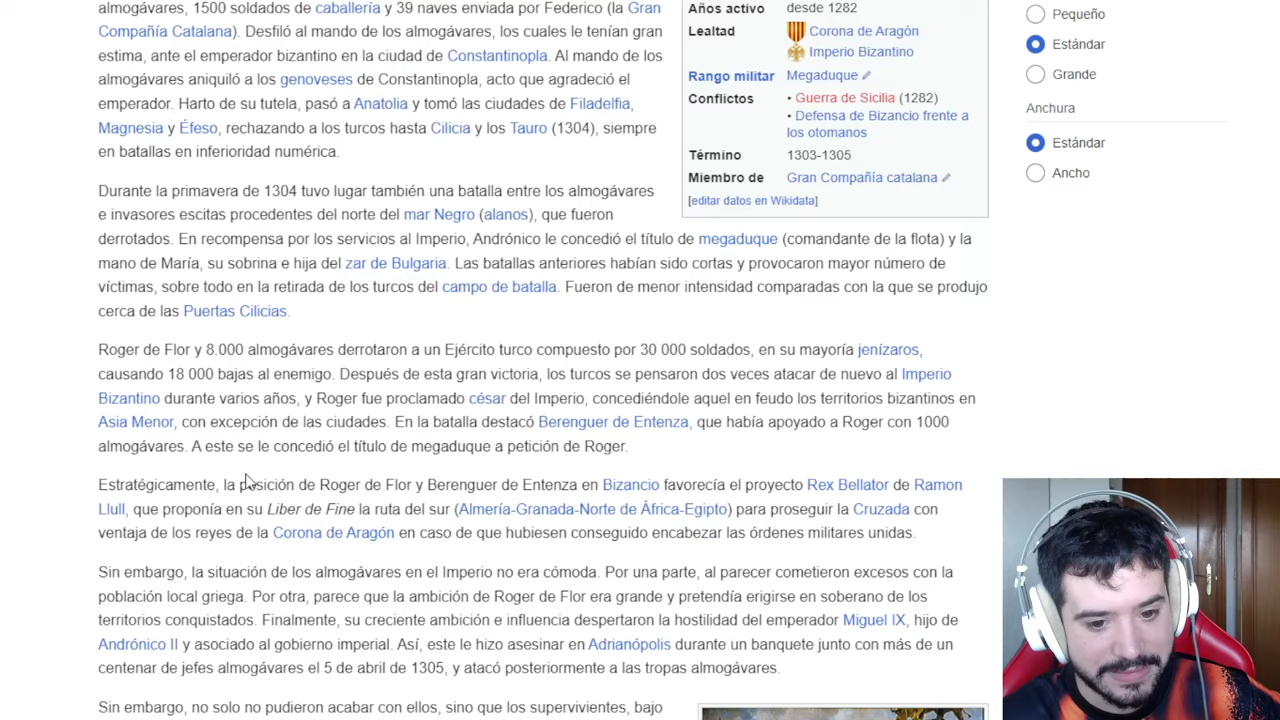 almogávares, 1500 soldados de caballería y 39 naves enviada por Federico (la Gran
Compañía Catalana). Desfiló al mando de los almogávares, los cuales le tenían gran
estima, ante el emperador bizantino en la ciudad de Constantinopla. Al mando de los
almogávares aniquiló a los genoveses de Constantinopla, acto que agradeció el
emperador. Harto de su tutela, pasó a Anatolia y tomó las ciudades de Filadelfia,
Magnesia y Éfeso, rechazando a los turcos hasta Cilicia y los Tauro (1304), siempre
en batallas en inferioridad numérica.
Durante la primavera de 1304 tuvo lugar también una batalla entre los almogávares
e invasores escitas procedentes del norte del mar Negro (alanos), que fueron
derrotados. En recompensa por los servicios al Imperio, Andrónico le concedió el título de megaduque (comandante de la flota) y la
mano de María, su sobrina e hija del zar de Bulgaria. Las batallas anteriores habían sido cortas y provocaron mayor número de
víctimas, sobre todo en la retirada de los turcos del campo de batalla. Fueron de menor intensidad comparadas con la que se produjo
cerca de las Puertas Cilicias.
Roger de Flor y 8.000 almogávares derrotaron a un Ejército turco compuesto por 30 000 soldados, en su mayoría jenízaros,
causando 18 000 bajas al enemigo. Después de esta gran victoria, los turcos se pensaron dos veces atacar de nuevo al Imperio
Bizantino durante varios años, y Roger fue proclamado césar del Imperio, concediéndole aquel en feudo los territorios bizantinos en
Asia Menor, con excepción de las ciudades. En la batalla destacó Berenguer de Entenza, que había apoyado a Roger con 1000
almogávares. A este se le concedió el título de megaduque a petición de Roger.
Estratégicamente, la posición de Roger de Flor y Berenguer de Entenza en Bizancio favorecía el proyecto Rex Bellator de Ramon
Llull, que proponía en su Liber de Fine la ruta del sur (Almería-Granada-Norte de África-Egipto) para proseguir la Cruzada con
ventaja de los reyes de la Corona de Aragón en caso de que hubiesen conseguido encabezar las órdenes militares unidas.
Sin embargo, la situación de los almogávares en el Imperio no era cómoda. Por una parte, al parecer cometieron excesos con la
población local griega. Por otra, parece que la ambición de Roger de Flor era grande y pretendía erigirse en soberano de los
territorios conquistados. Finalmente, su creciente ambición e influencia despertaron la hostilidad del emperador Miguel IX, hijo de
Andrónico II y asociado al gobierno imperial. Así, este le hizo asesinar en Adrianópolis durante un banquete junto con más de un
centenar de jefes almogávares el 5 de abril de 1305, y atacó posteriormente a las tropas almogávares.
Sin embargo, no solo no pudieron acabar con ellos, sino que los supervivientes, bajo
Años activo desde 1282
Lealtad Corona de Aragón
Imperio Bizantino
Rango militar Megaduque
Conflictos • Guerra de Sicilia (1282)
• Defensa de Bizancio frente a
los otomanos
Término 1303-1305
Miembro de Gran Compañía catalana
[editar datos en Wikidata]
Pequeño
Estándar
Grande
Anchura
Estándar
Ancho